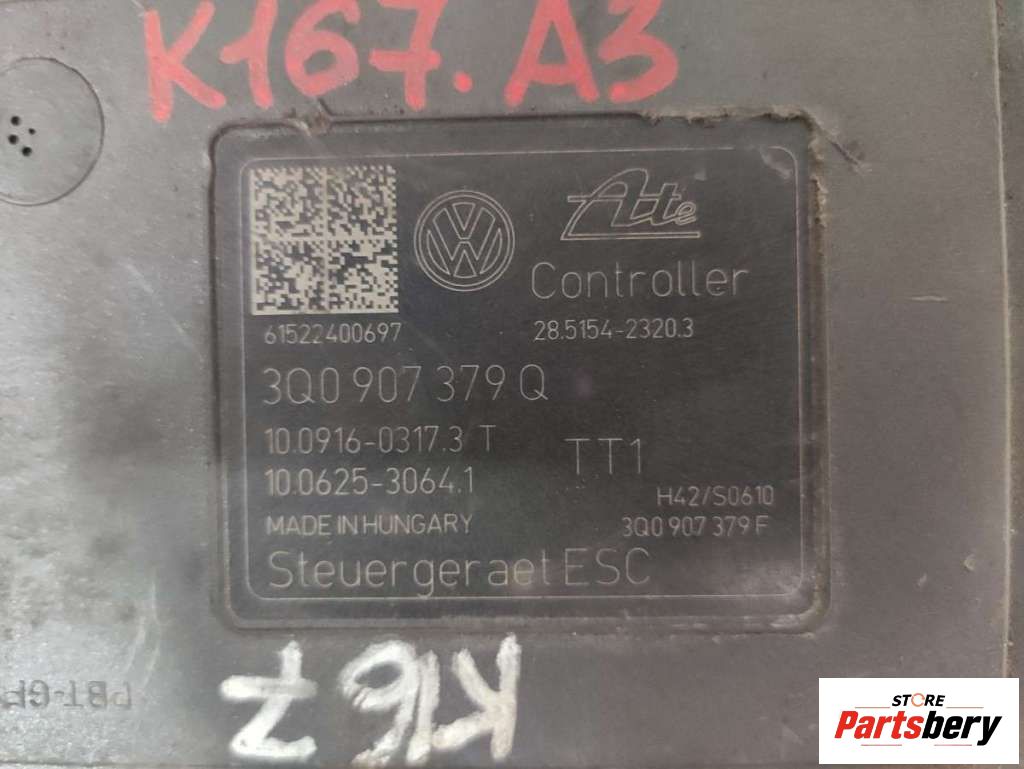 K167.A3
Ate
Controller
61522400697 28.5154-2320.3
3Q0 907 379 Q
10.0916-0317.3 T
TT1
10.0625-3064.1
H42/S0610
MADE IN HUNGARY 3Q0 907 379 F
Steuergeraet ESC
K167
STORE
Partsbery